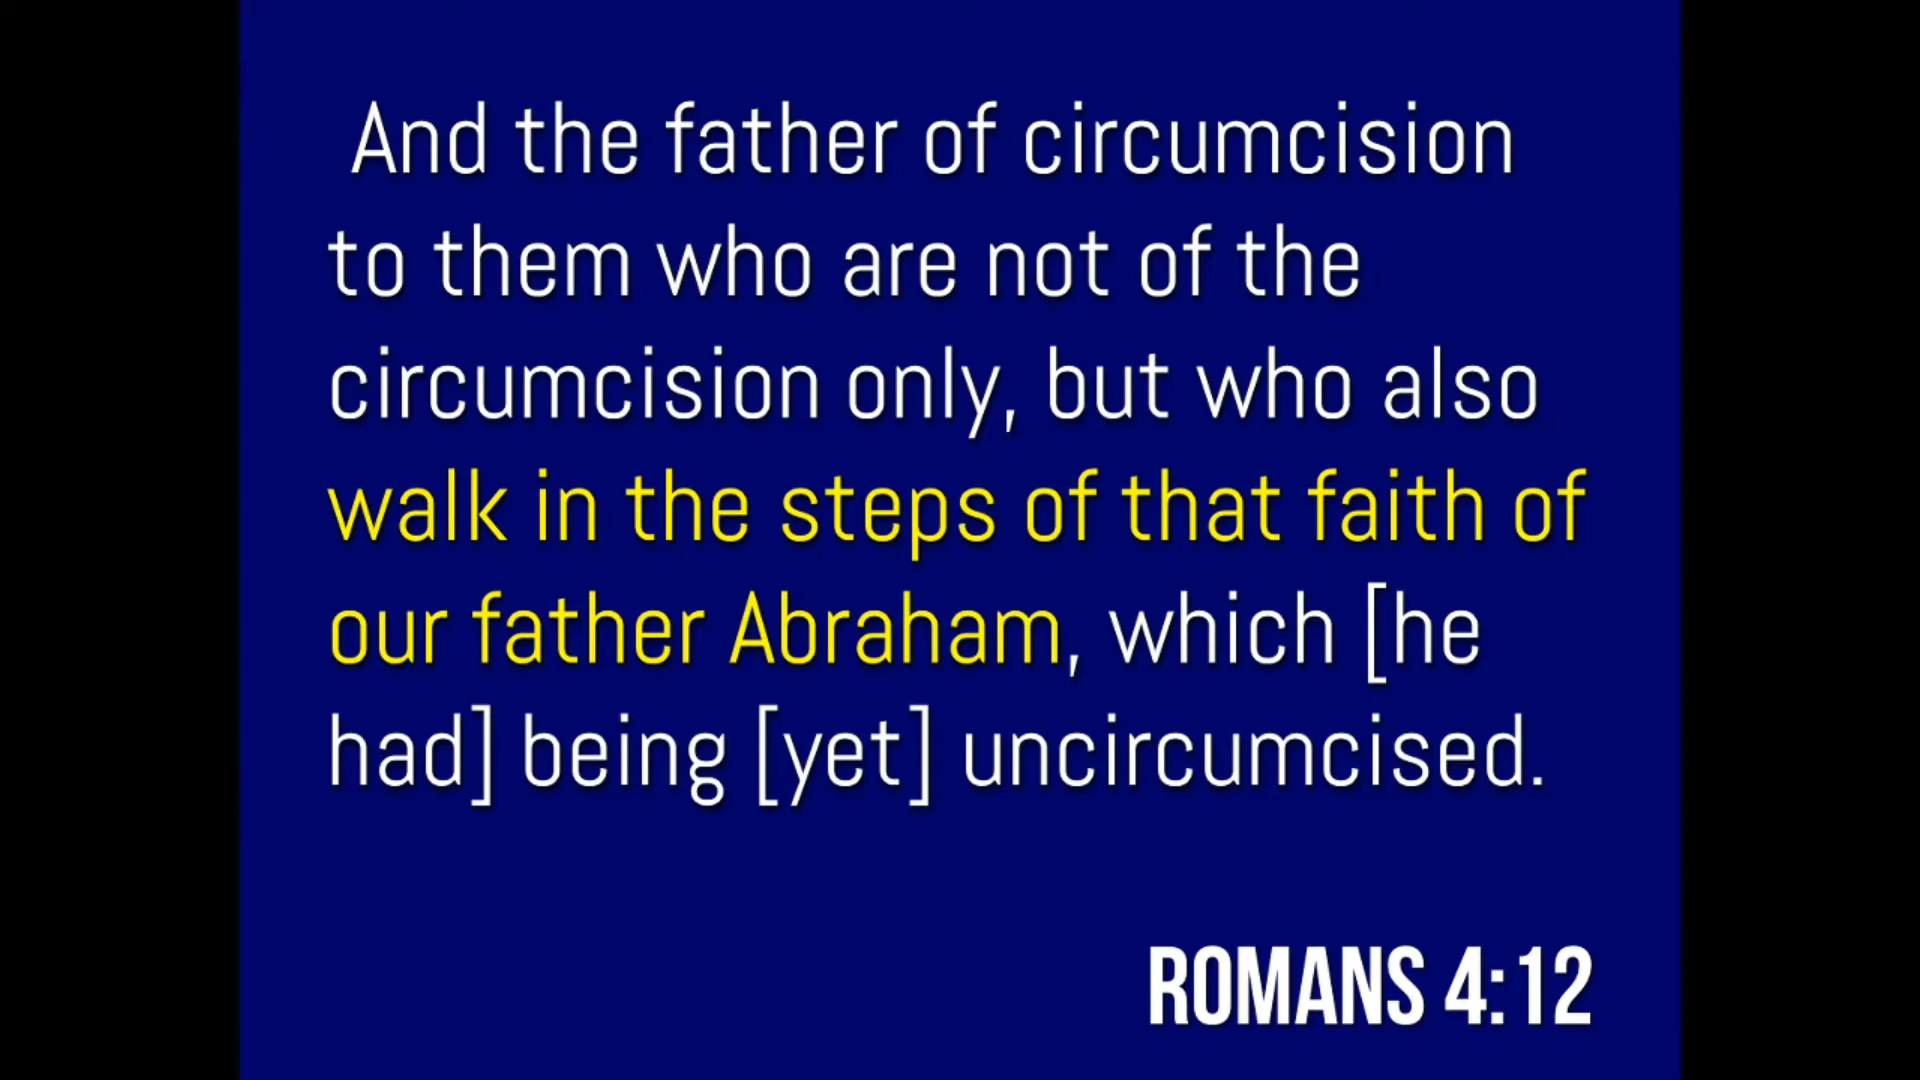 And the father of circumcision
to them who are not of the
circumcision only, but who also
walk in the steps of that faith of
our father Abraham, which [he
had] being [yet] uncircumcised.
ROMANS 4:12